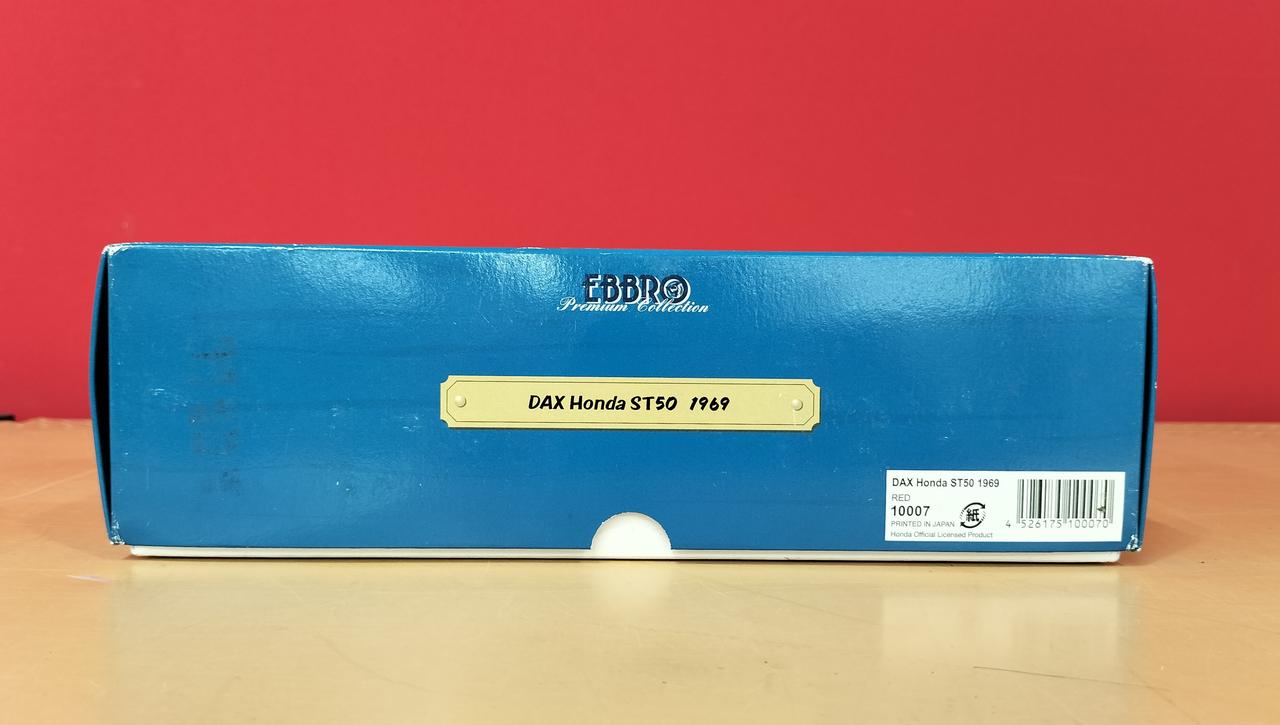 EBBRO
Premium Collection
DAX Honda ST50 1969
DAX Honda ST50 1969
RED
10007
紙
PRINTED IN JAPAN
Honda Official Licensed Product
4 526175 100070